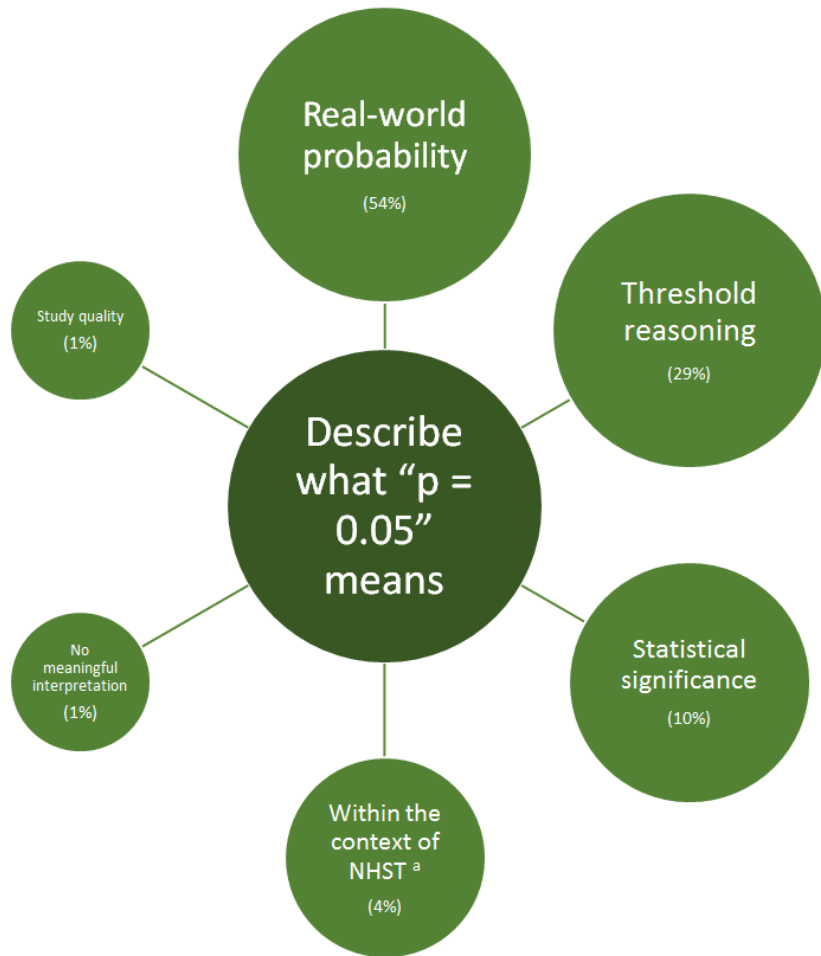 Real-world
probability
(54%)
Threshold
reasoning
(29%)
Study quality
(1%)
Describe
what “p =
0.05”
means
No
meaningful
interpretation
(1%)
Statistical
significance
(10%)
Within the
context of
NHST a
(4%)